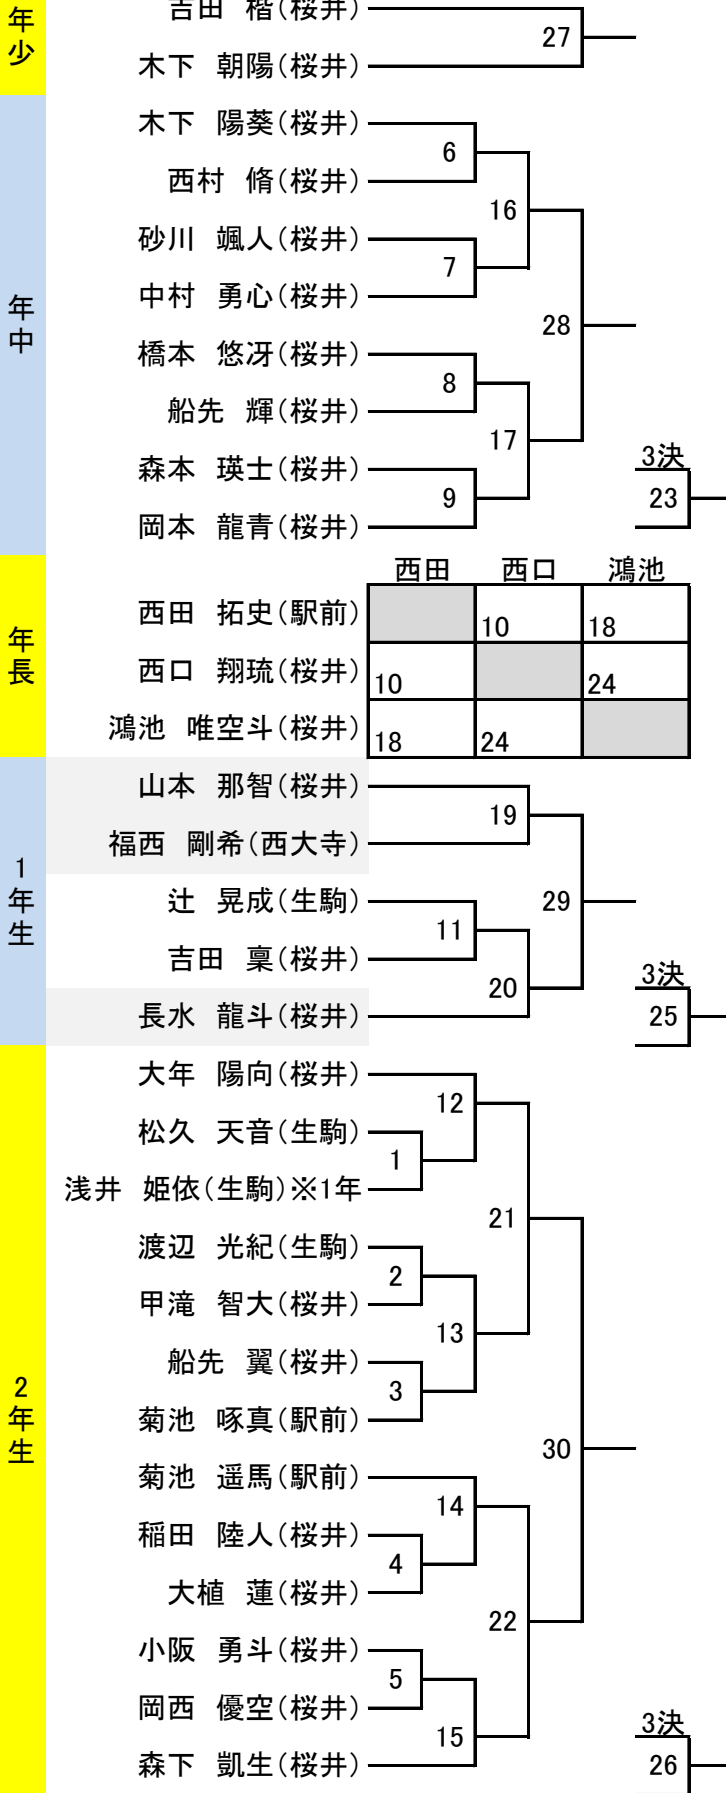 年少
吉田 楷(桜井)
27
木下 朝陽(桜井)
年中
木下 陽葵(桜井)
6
西村 脩(桜井)
16
砂川 颯人(桜井)
7
中村 勇心(桜井)
28
橋本 悠冴(桜井)
8
船先 輝(桜井)
17
森本 瑛士(桜井)
9
岡本 龍青(桜井)
3決
23
年長
西田 西口 鴻池
西田 拓史(駅前) 10 18
西口 翔琉(桜井) 10 24
鴻池 唯空斗(桜井) 18 24
1年生
山本 那智(桜井)
19
福西 剛希(西大寺)
29
辻 晃成(生駒)
11
吉田 稟(桜井)
20
長水 龍斗(桜井)
3決
25
2年生
大年 陽向(桜井)
12
松久 天音(生駒)
1
浅井 姫依(生駒)※1年
21
渡辺 光紀(生駒)
2
甲滝 智大(桜井)
13
船先 翼(桜井)
3
菊池 啄真(駅前)
30
菊池 遥馬(駅前)
14
稲田 陸人(桜井)
4
大植 蓮(桜井)
22
小阪 勇斗(桜井)
5
岡西 優空(桜井)
15
森下 凱生(桜井)
3決
26